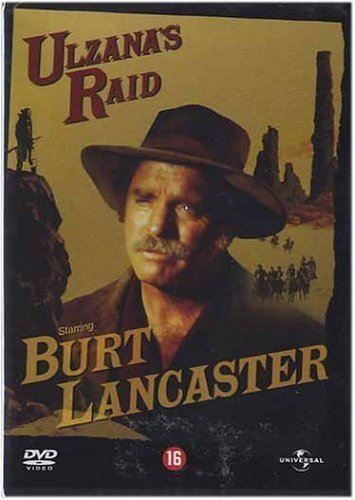 ULZANA'S
RAID
Starring
BURT
LANCASTER
DVD
VIDEO
16
UNIVERSAL